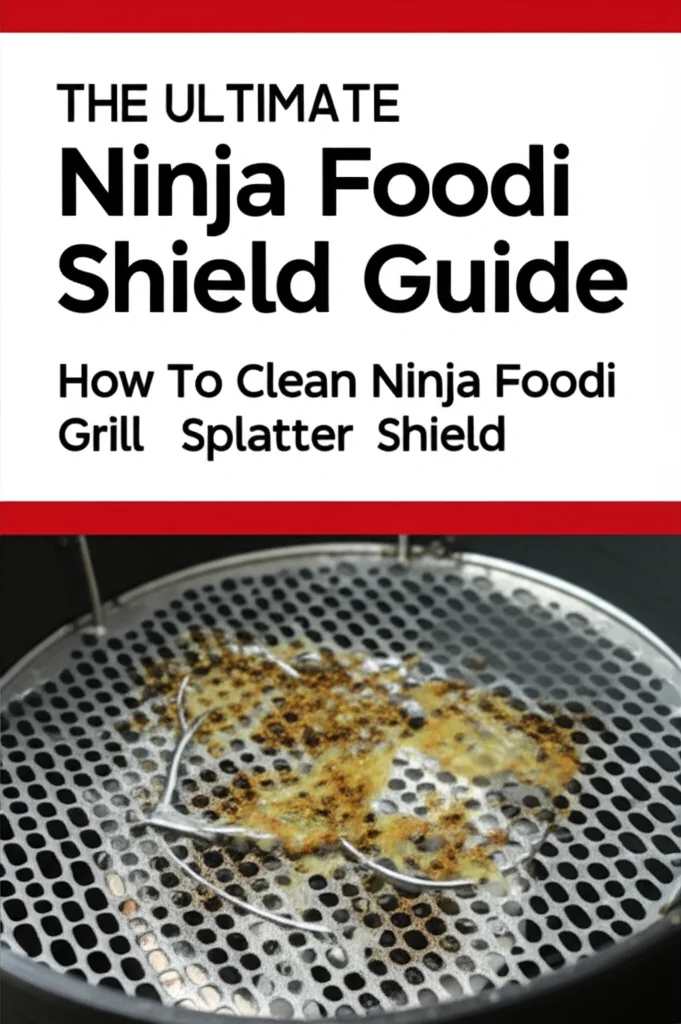 THE ULTIMATE
Ninja Foodi
Shield Guide
How To Clean Ninja Foodi
Grill Splatter Shield